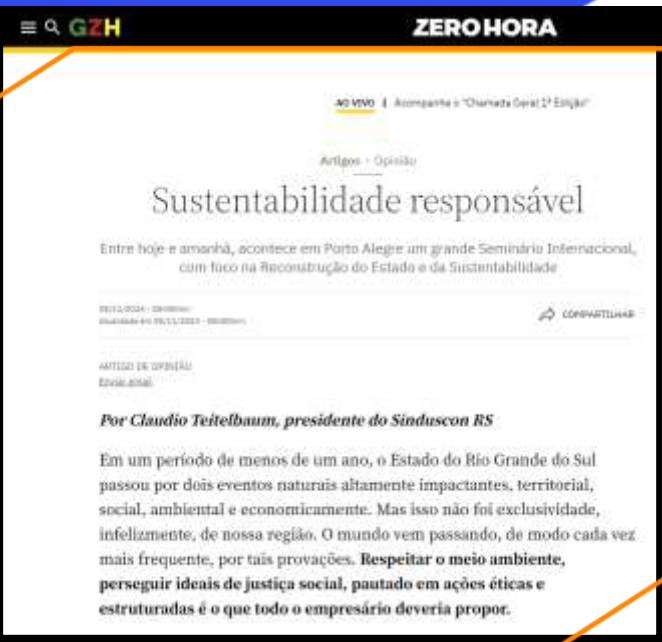 GZH
ZERO HORA
AO VIVO | Acompanhe o "Chamada Geral 1ª Edição"
Artigos - Opinião
Sustentabilidade responsável
Entre hoje e amanhã, acontece em Porto Alegre um grande Seminário Internacional,
com foco na Reconstrução do Estado e da Sustentabilidade
COMPARTILHAR
ARTIGO DE OPINIÃO
Enviar email
Por Claudio Teitelbaum, presidente do Sinduscon RS
Em um período de menos de um ano, o Estado do Rio Grande do Sul
passou por dois eventos naturais altamente impactantes, territorial,
social, ambiental e economicamente. Mas isso não foi exclusividade,
infelizmente, de nossa região. O mundo vem passando, de modo cada vez
mais frequente, por tais provações. Respeitar o meio ambiente,
perseguir ideais de justiça social, pautado em ações éticas e
estruturadas é o que todo o empresário deveria propor.